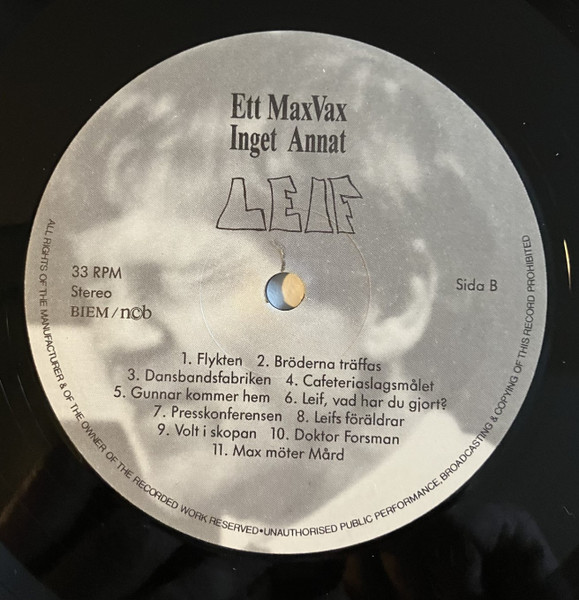 Ett MaxVax
Inget Annat
LEIF
33 RPM
Stereo
BIEM/n©b
Sida B
1. Flykten 2. Bröderna träffas
3. Dansbandsfabriken 4. Cafeteriaslagsmålet
5. Gunnar kommer hem 6. Leif, vad har du gjort?
7. Presskonferensen 8. Leifs föräldrar
9. Volt i skopan 10. Doktor Forsman
11. Max möter Mård
ALL RIGHTS OF THE MANUFACTURER & OF THE OWNER OF THE RECORDED WORK RESERVED•UNAUTHORISED PUBLIC PERFORMANCE, BROADCASTING & COPYING OF THIS RECORD PROHIBITED